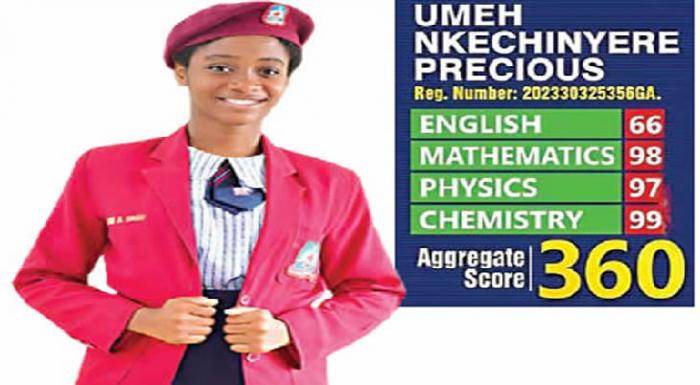 UMEH
NKECHINYERE
PRECIOUS
Reg. Number: 202330325356GA.
ENGLISH 66
MATHEMATICS 98
PHYSICS 97
CHEMISTRY 99
Aggregate
Score 360